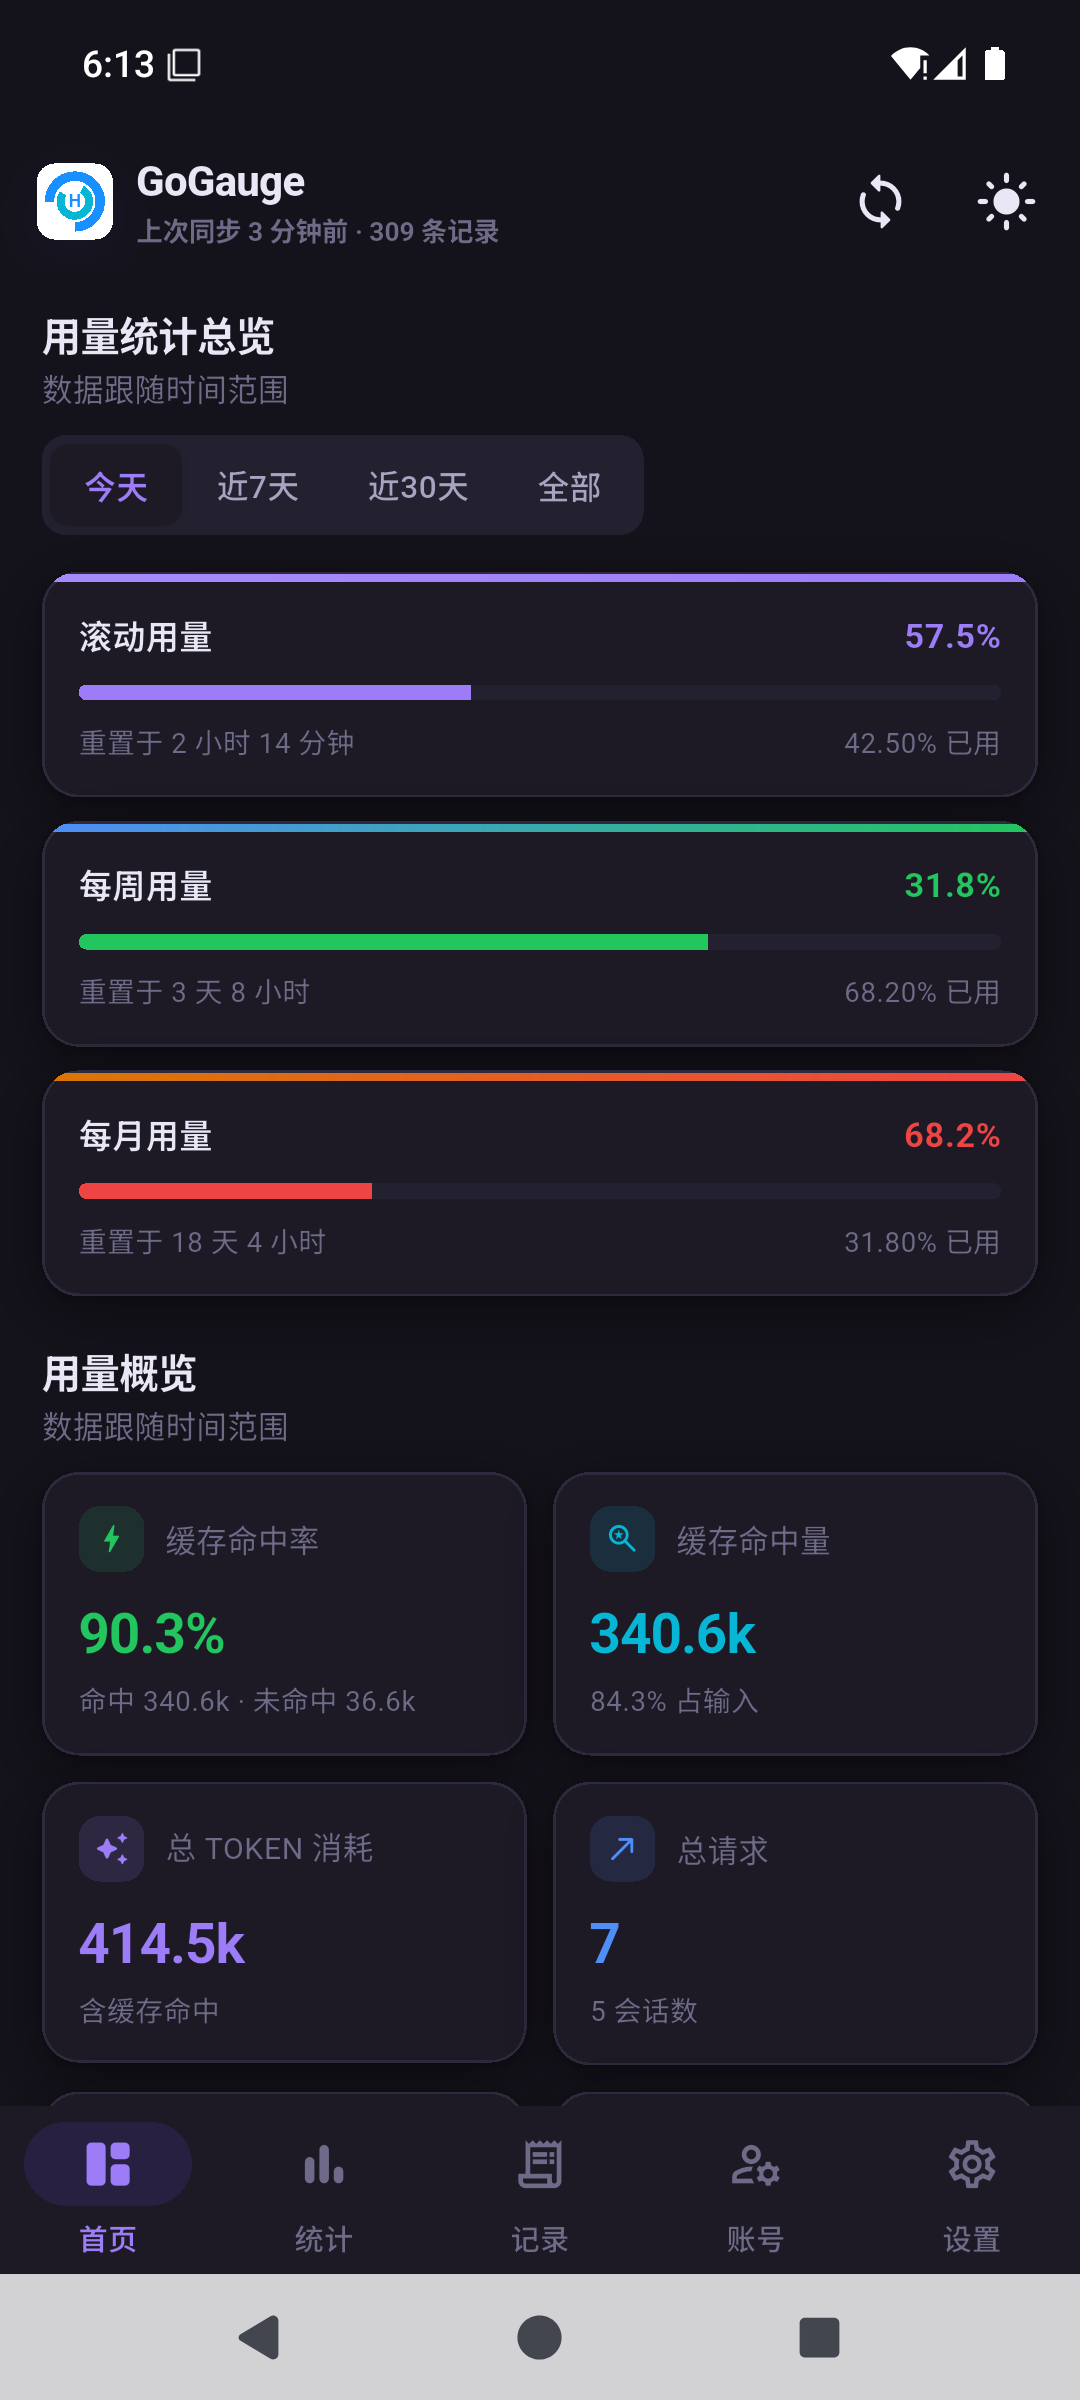 6:13
GoGauge
上次同步 3 分钟前 · 309 条记录
用量统计总览
数据跟随时间范围
今天 近7天 近30天 全部
滚动用量 57.5%
重置于 2 小时 14 分钟 42.50% 已用
每周用量 31.8%
重置于 3 天 8 小时 68.20% 已用
每月用量 68.2%
重置于 18 天 4 小时 31.80% 已用
用量概览
数据跟随时间范围
缓存命中率
90.3%
命中 340.6k · 未命中 36.6k
缓存命中量
340.6k
84.3% 占输入
总 TOKEN 消耗
414.5k
含缓存命中
总请求
7
5 会话数
首页 统计 记录 账号 设置